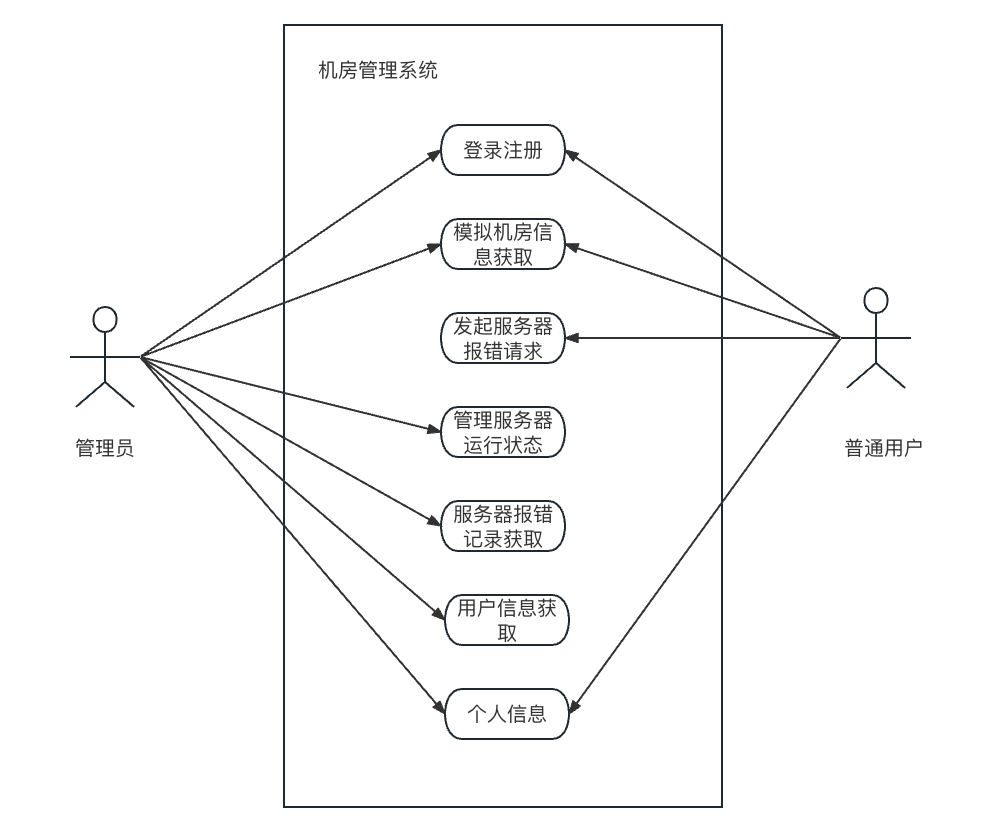 机房管理系统
登录注册
模拟机房信
息获取
发起服务器
报错请求
管理服务器
运行状态
管理员
普通用户
服务器报错
记录获取
用户信息获
取
个人信息